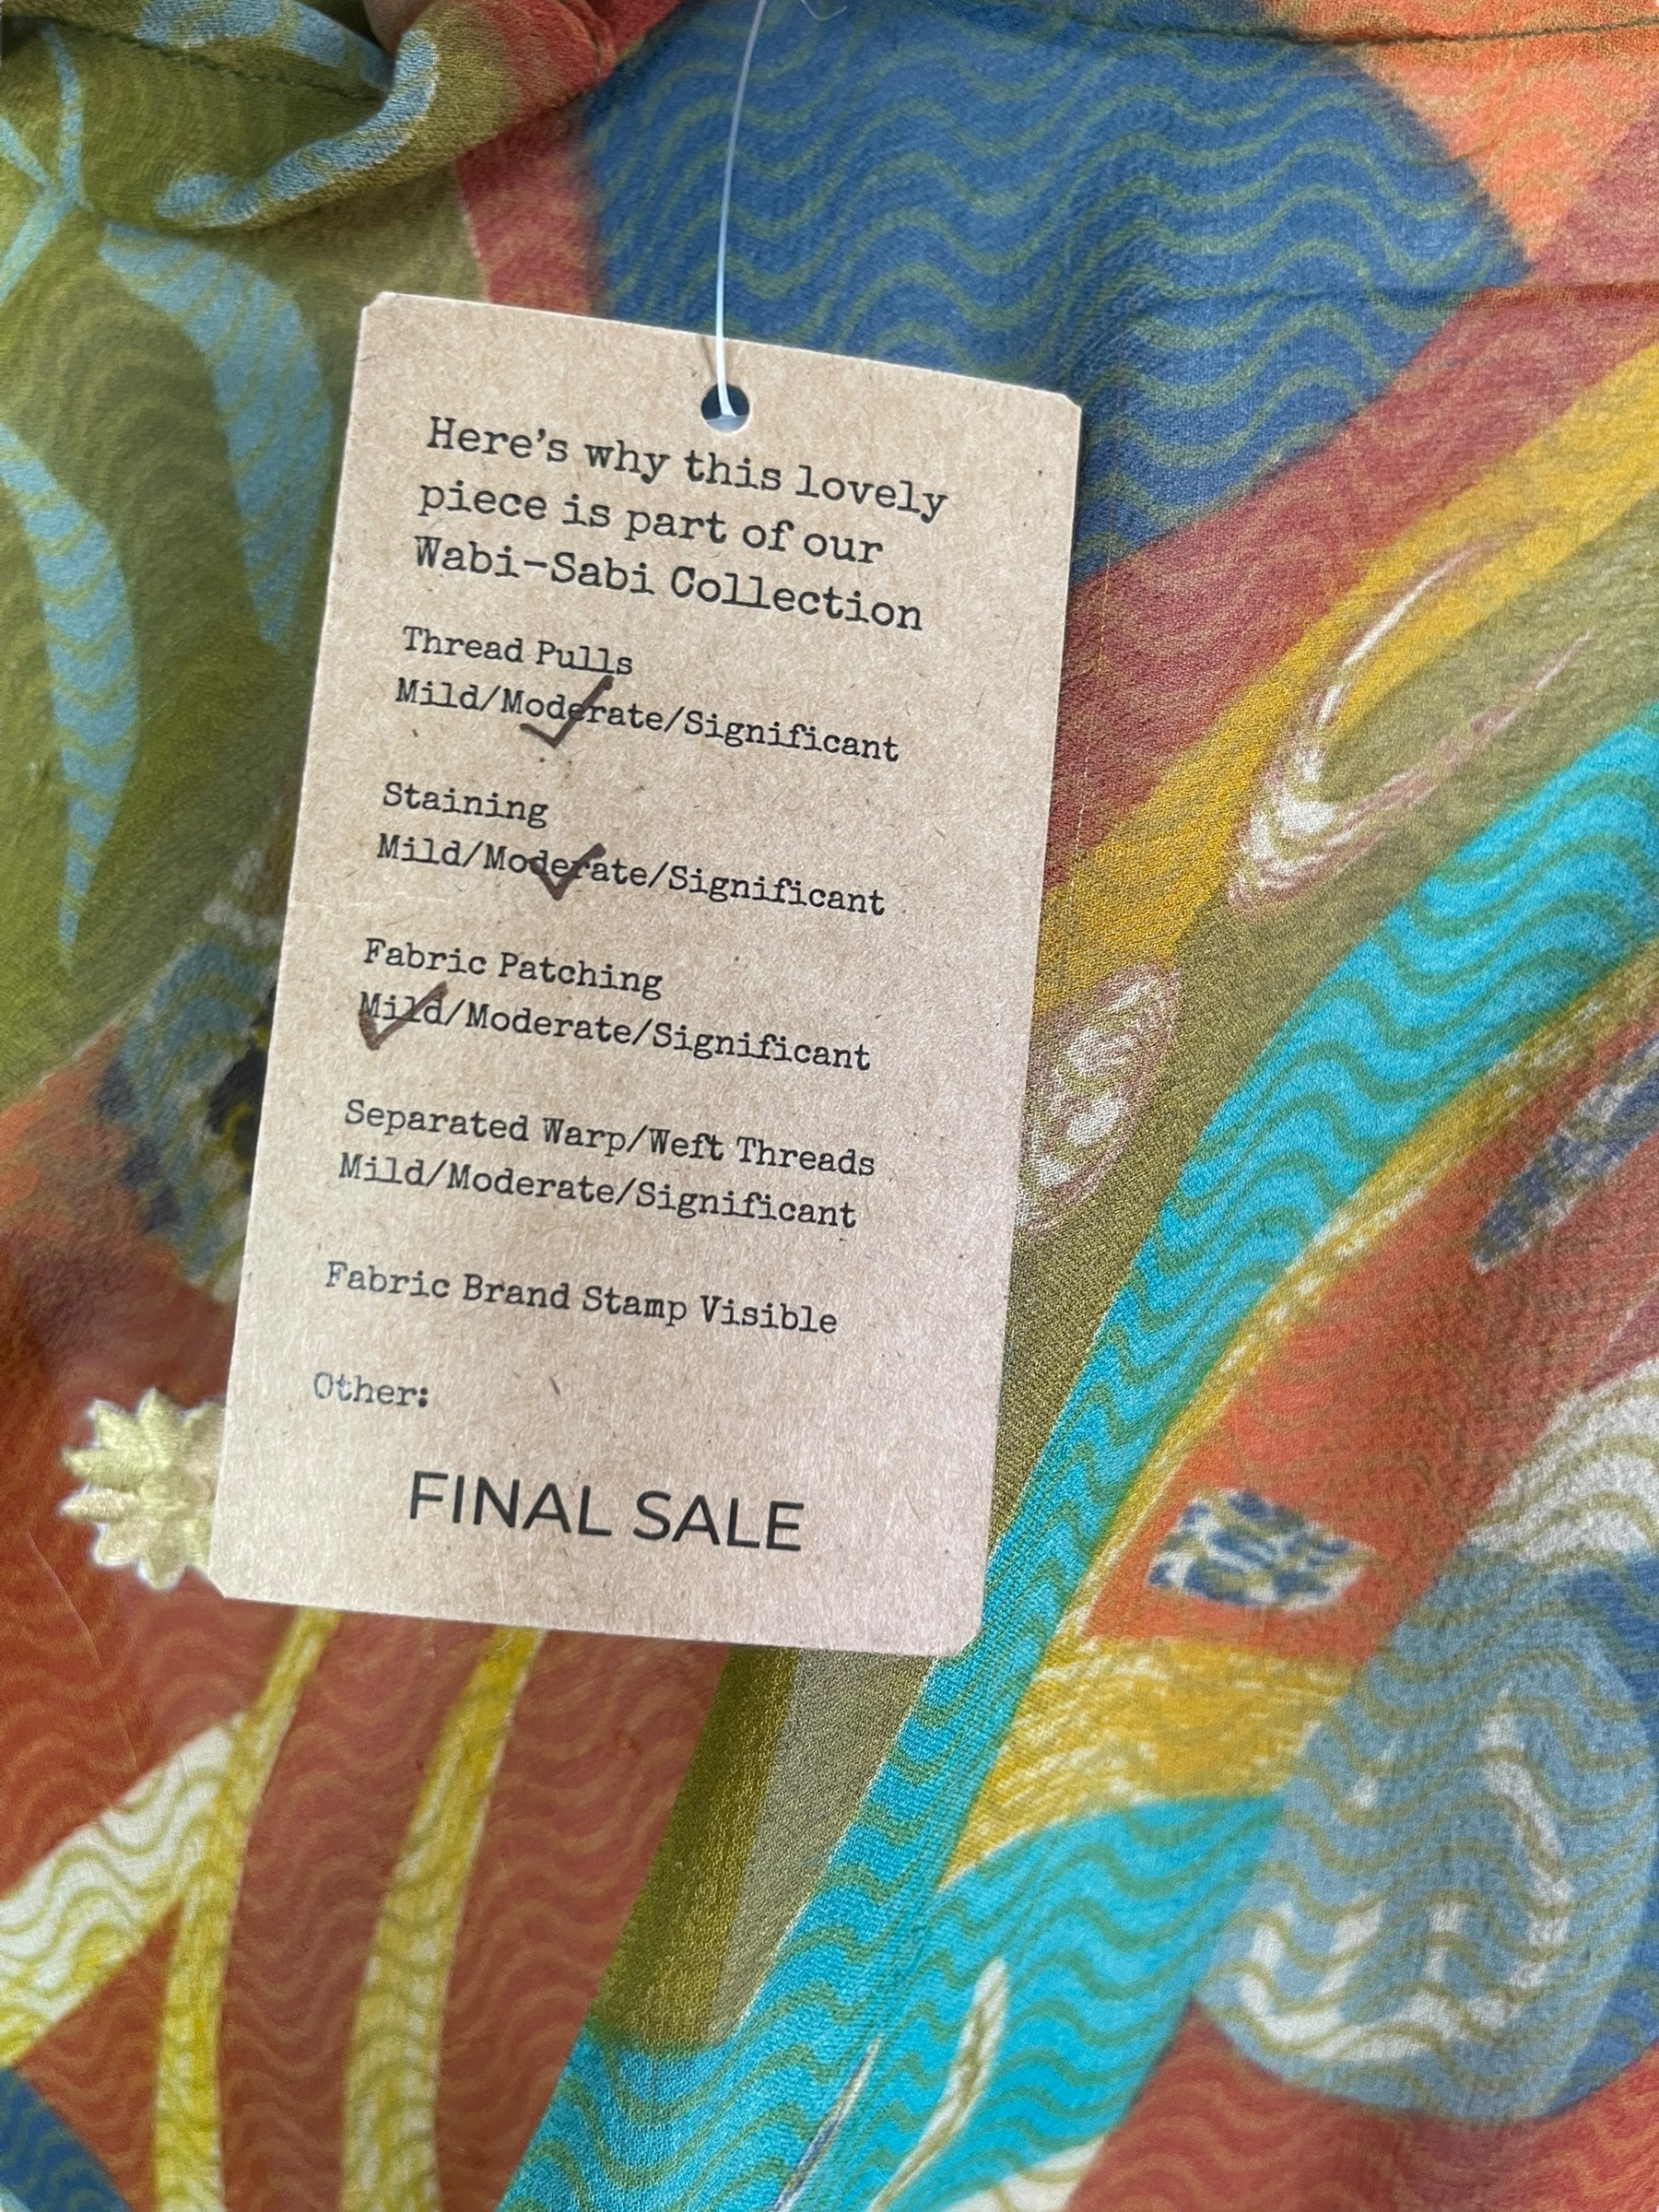 Here's why this lovely
piece is part of our
Wabi-Sabi Collection
Thread Pulls
Mild/Moderate/Significant
Staining
Mild/Moderate/Significant
Fabric Patching
Mild/Moderate/Significant
Separated Warp/Weft Threads
Mild/Moderate/Significant
Fabric Brand Stamp Visible
Other:
FINAL SALE